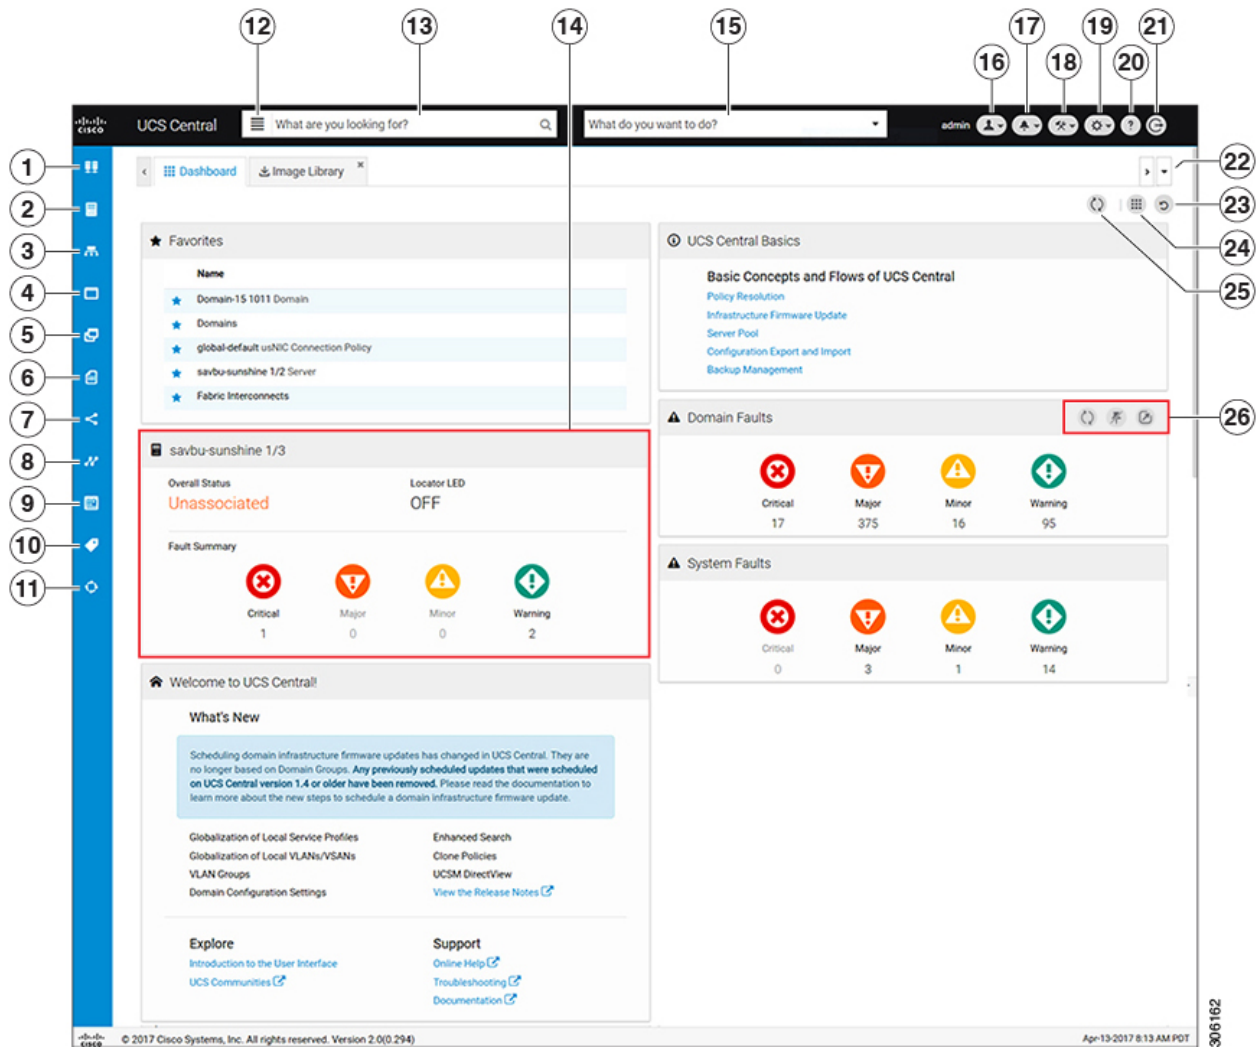 12 13 14 15 16 17 18 19 20 21
CISCO UCS Central What are you looking for? What do you want to do? admin ?
1
2
3
4
5
6
7
8
9
10
11
Dashboard Image Library × 22
23
24
25
Favorites
Name
Domain-15 1011 Domain
Domains
global-default usNIC Connection Policy
savbu-sunshine 1/2 Server
Fabric Interconnects
UCS Central Basics
Basic Concepts and Flows of UCS Central
Policy Resolution
Infrastructure Firmware Update
Server Pool
Configuration Export and Import
Backup Management
savbu-sunshine 1/3
Overall Status Locator LED
Unassociated OFF
Fault Summary
Critical Major Minor Warning
1 0 0 2
Domain Faults 26
Critical Major Minor Warning
17 375 16 95
System Faults
Critical Major Minor Warning
0 3 1 14
Welcome to UCS Central!
What's New
Scheduling domain infrastructure firmware updates has changed in UCS Central. They are
no longer based on Domain Groups. Any previously scheduled updates that were scheduled
on UCS Central version 1.4 or older have been removed. Please read the documentation to
learn more about the new steps to schedule a domain infrastructure firmware update.
Globalization of Local Service Profiles Enhanced Search
Globalization of Local VLANs/VSANs Clone Policies
VLAN Groups UCSM DirectView
Domain Configuration Settings View the Release Notes
Explore Support
Introduction to the User Interface Online Help
UCS Communities Troubleshooting
Documentation
CISCO © 2017 Cisco Systems, Inc. All rights reserved. Version 2.0(0.294) Apr-13-2017 8:13 AM PDT
306162